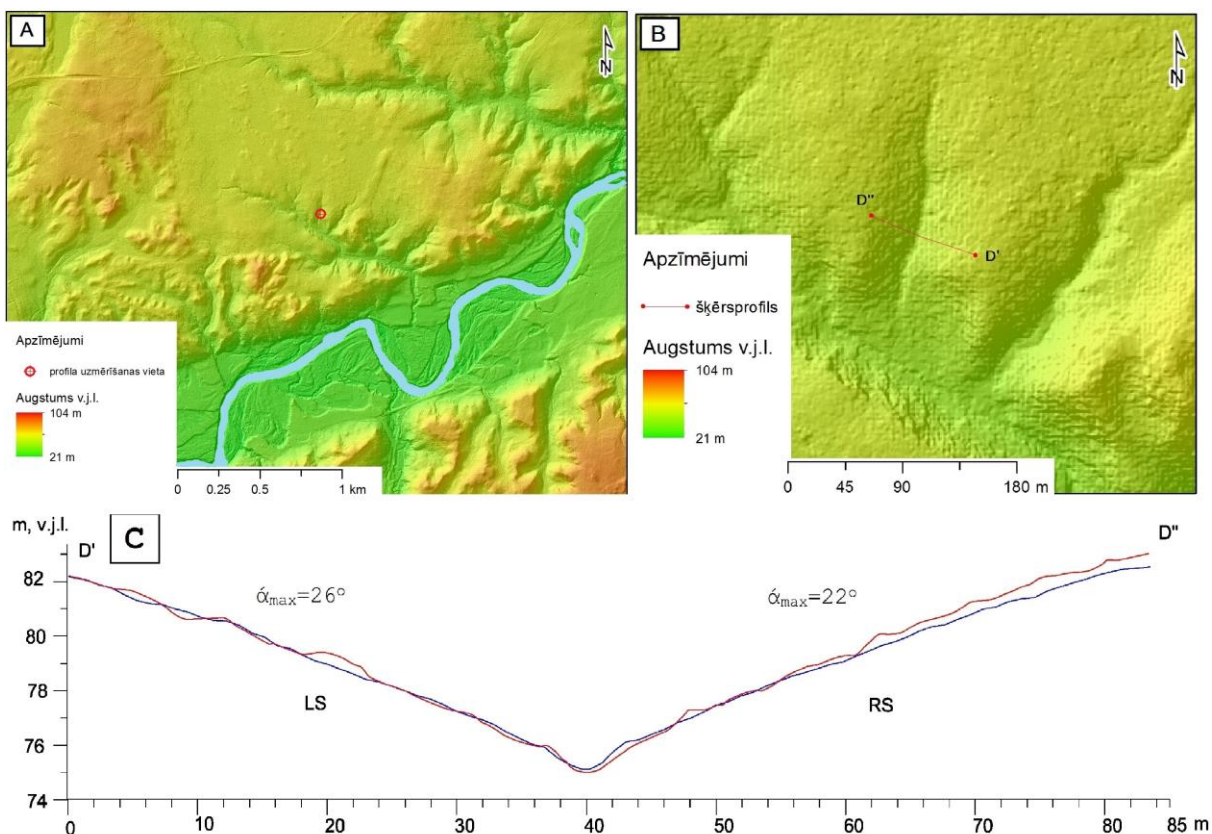 A
N
Apzīmējumi
profila uzmērīšanas vieta
Augstums v.j.l.
104 m
21 m
0 0.25 0.5 1 km
B
N
D''
D'
Apzīmējumi
šķērsprofils
Augstums v.j.l.
104 m
21 m
0 45 90 180 m
m, v.j.l.
C
D'
D''
ά max=26°
ά max=22°
82
80
78
76
74
LS
RS
0 10 20 30 40 50 60 70 80 85 m